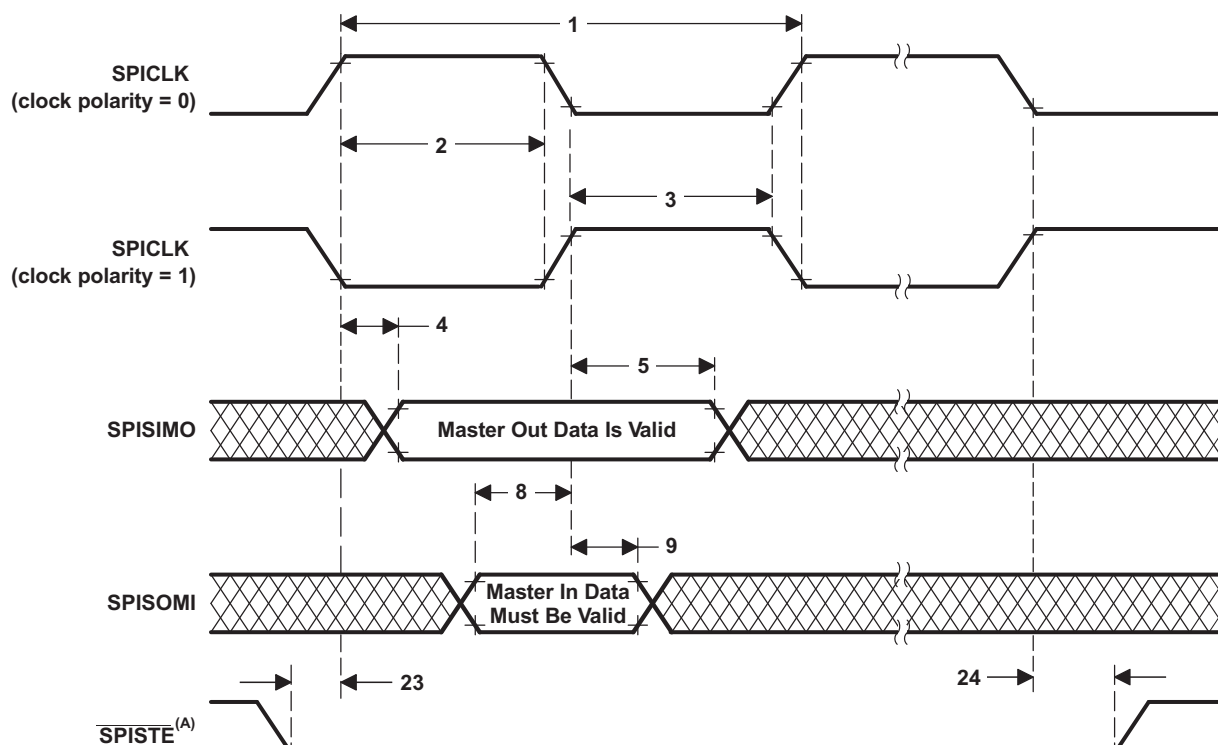 1
SPICLK
(clock polarity = 0)
2
3
SPICLK
(clock polarity = 1)
4
5
SPISIMO
Master Out Data Is Valid
8
9
SPISOMI
Master In Data
Must Be Valid
23
24
SPISTE(A)